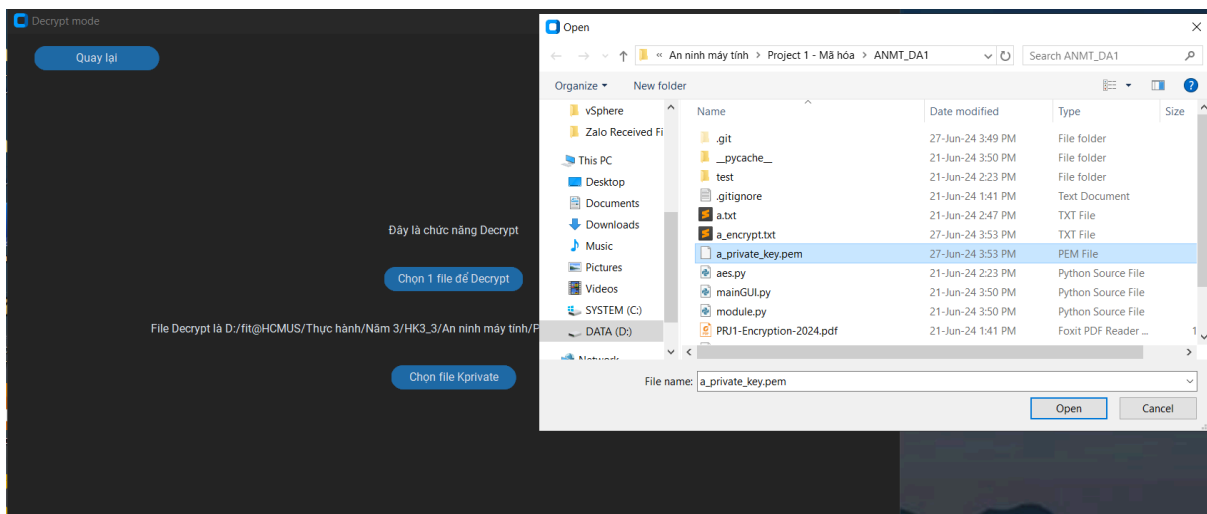 Decrypt mode
Quay lại
Đây là chức năng Decrypt
Chọn 1 file để Decrypt
File Decrypt là D:/fit@HCMUS/Thực hành/Năm 3/HK3_3/An ninh máy tính/P
Chọn file Kprivate
Open
« An ninh máy tính > Project 1 - Mã hóa > ANMT_DA1
Search ANMT_DA1
Organize
New folder
vSphere
Zalo Received Fi
This PC
Desktop
Documents
Downloads
Music
Pictures
Videos
SYSTEM (C:)
DATA (D:)
Network
Name Date modified Type Size
.git 27-Jun-24 3:49 PM File folder
__pycache__ 21-Jun-24 3:50 PM File folder
test 21-Jun-24 2:23 PM File folder
.gitignore 21-Jun-24 1:41 PM Text Document
a.txt 21-Jun-24 2:47 PM TXT File
a_encrypt.txt 27-Jun-24 3:53 PM TXT File
a_private_key.pem 27-Jun-24 3:53 PM PEM File
aes.py 21-Jun-24 2:23 PM Python Source File
mainGUI.py 21-Jun-24 3:50 PM Python Source File
module.py 21-Jun-24 3:50 PM Python Source File
PRJ1-Encryption-2024.pdf 21-Jun-24 1:41 PM Foxit PDF Reader ... 1
File name: a_private_key.pem
Open
Cancel